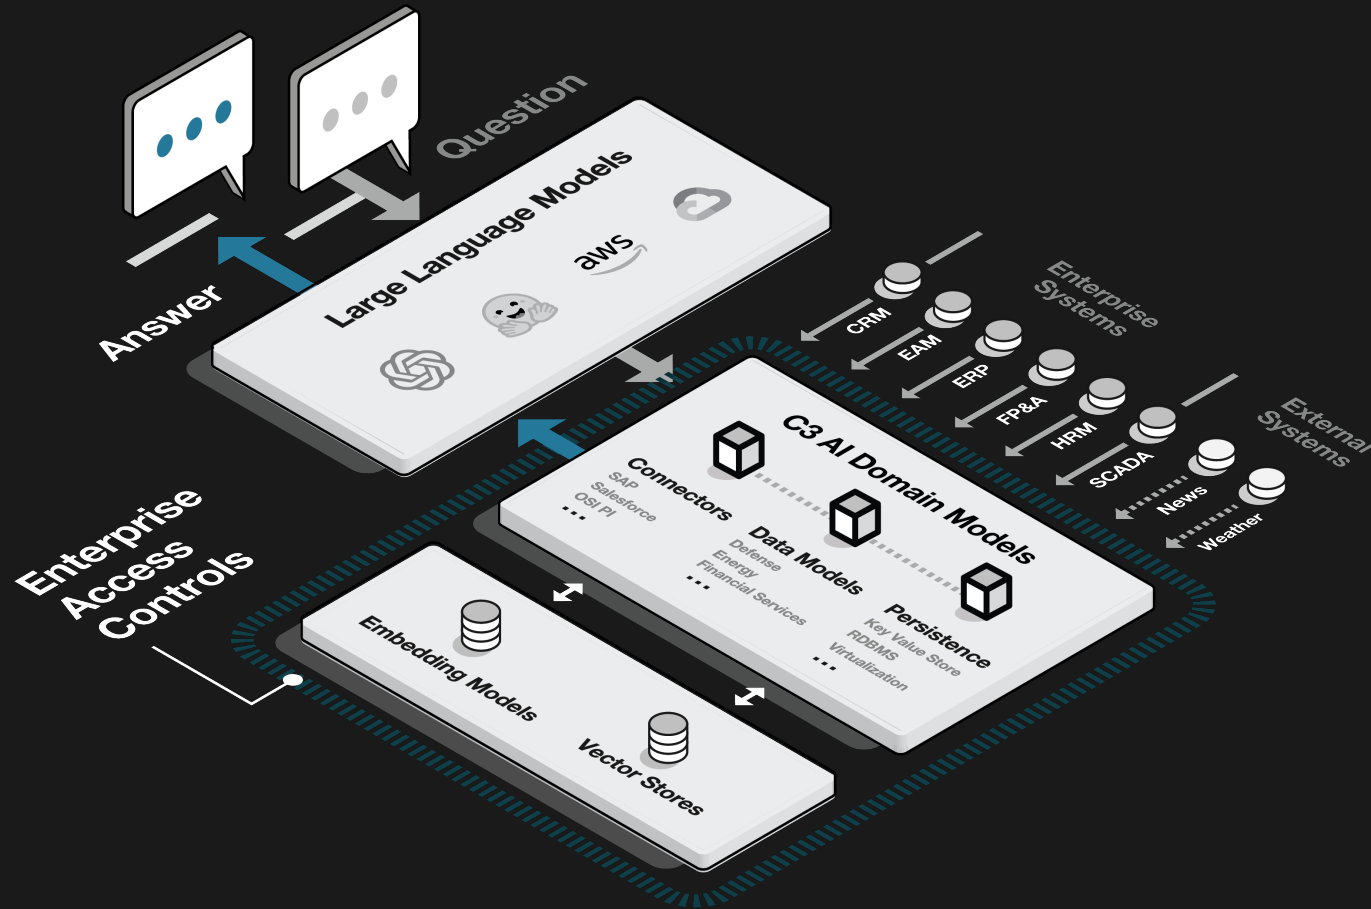 Question
Large Language Models
aws
Answer
Enterprise
Systems
CRM
EAM
ERP
FP&A
HRM
SCADA
External
Systems
News
Weather
C3 AI Domain Models
Connectors
SAP
Salesforce
OSI PI
...
Data Models
Defense
Energy
Financial Services
...
Persistence
Key Value Store
RDBMS
Virtualization
...
Enterprise
Access
Controls
Embedding Models
Vector Stores